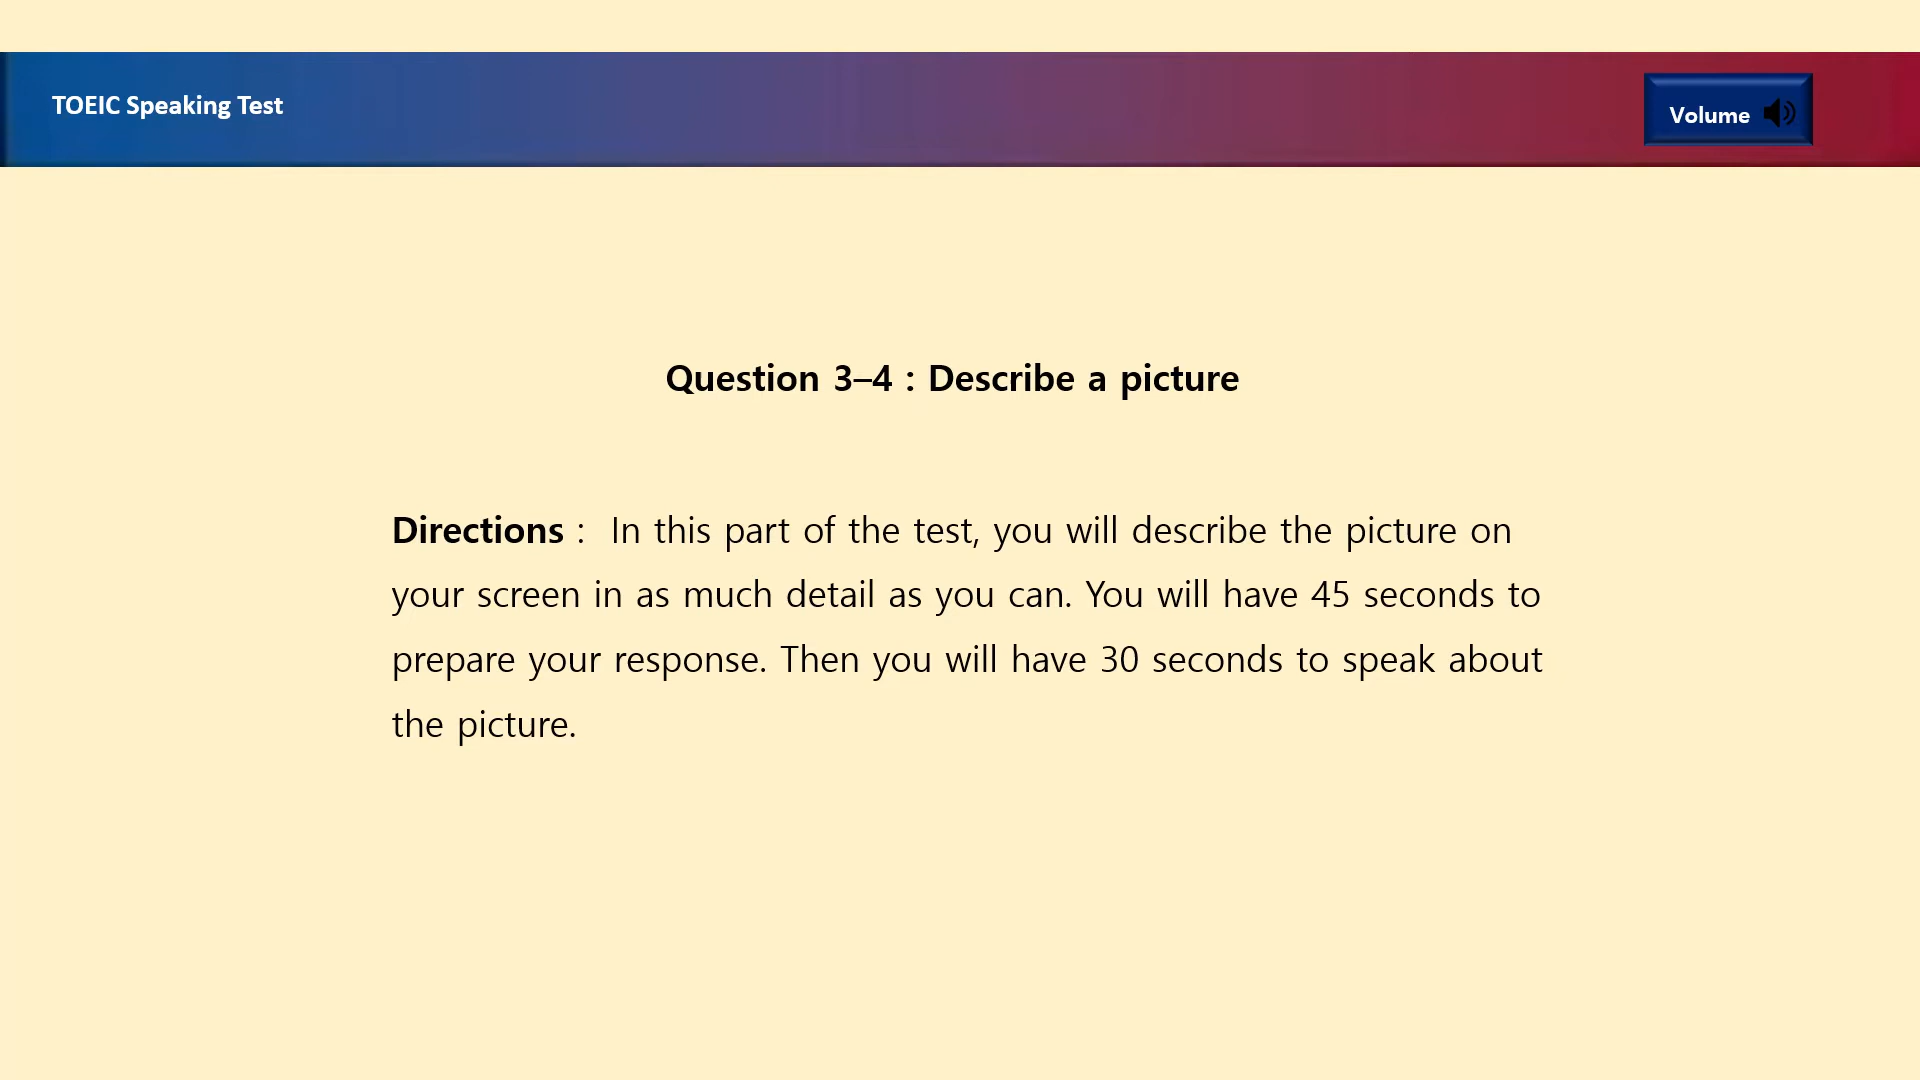 TOEIC Speaking Test
Volume
Question 3–4 : Describe a picture
Directions : In this part of the test, you will describe the picture on
your screen in as much detail as you can. You will have 45 seconds to
prepare your response. Then you will have 30 seconds to speak about
the picture.